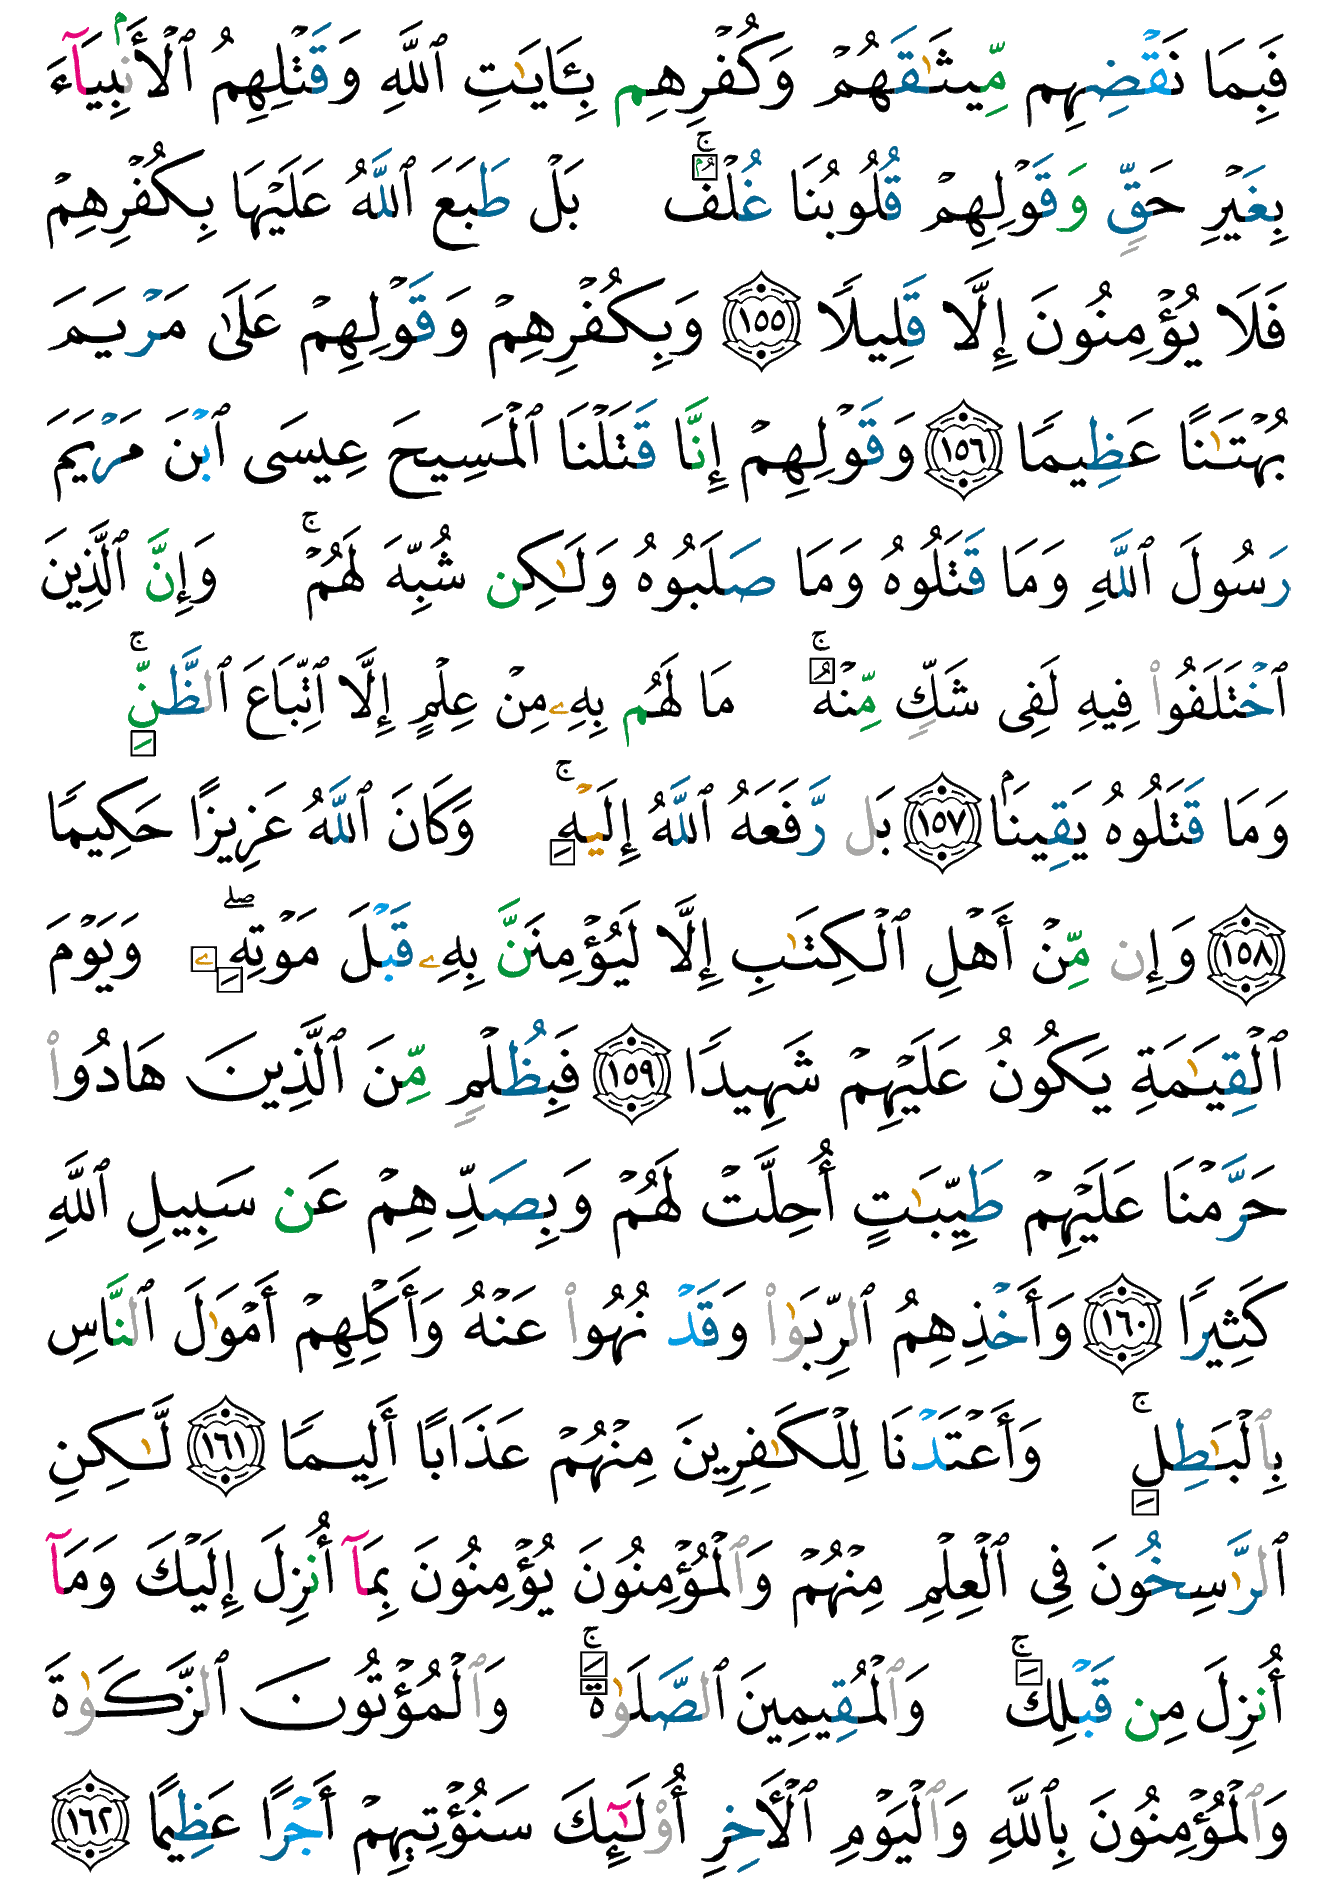 فَبِمَا نَقْضِهِم مِّيثَـٰقَهُمْ وَكُفْرِهِم بِـَٔايَـٰتِ ٱللَّهِ وَقَتْلِهِمُ ٱلْأَنۢبِيَآءَ
بِغَيْرِ حَقٍّ وَقَوْلِهِمْ قُلُوبُنَا غُلْفٌۢ ۚ بَلْ طَبَعَ ٱللَّهُ عَلَيْهَا بِكُفْرِهِمْ
فَلَا يُؤْمِنُونَ إِلَّا قَلِيلًا ١٥٥ وَبِكُفْرِهِمْ وَقَوْلِهِمْ عَلَىٰ مَرْيَمَ
بُهْتَـٰنًا عَظِيمًا ١٥٦ وَقَوْلِهِمْ إِنَّا قَتَلْنَا ٱلْمَسِيحَ عِيسَى ٱبْنَ مَرْيَمَ
رَسُولَ ٱللَّهِ وَمَا قَتَلُوهُ وَمَا صَلَبُوهُ وَلَـٰكِن شُبِّهَ لَهُمْ ۚ وَإِنَّ ٱلَّذِينَ
ٱخْتَلَفُوا۟ فِيهِ لَفِى شَكٍّ مِّنْهُ ۚ مَا لَهُم بِهِۦ مِنْ عِلْمٍ إِلَّا ٱتِّبَاعَ ٱلظَّنِّ ۚ
وَمَا قَتَلُوهُ يَقِينًۢا ١٥٧ بَل رَّفَعَهُ ٱللَّهُ إِلَيْهِ ۚ وَكَانَ ٱللَّهُ عَزِيزًا حَكِيمًا
١٥٨ وَإِن مِّنْ أَهْلِ ٱلْكِتَـٰبِ إِلَّا لَيُؤْمِنَنَّ بِهِۦ قَبْلَ مَوْتِهِۦ ۖ وَيَوْمَ
ٱلْقِيَـٰمَةِ يَكُونُ عَلَيْهِمْ شَهِيدًا ١٥٩ فَبِظُلْمٍ مِّنَ ٱلَّذِينَ هَادُوا۟
حَرَّمْنَا عَلَيْهِمْ طَيِّبَـٰتٍ أُحِلَّتْ لَهُمْ وَبِصَدِّهِمْ عَن سَبِيلِ ٱللَّهِ
كَثِيرًا ١٦٠ وَأَخْذِهِمُ ٱلرِّبَوٰا۟ وَقَدْ نُهُوا۟ عَنْهُ وَأَكْلِهِمْ أَمْوَٰلَ ٱلنَّاسِ
بِٱلْبَـٰطِلِ ۚ وَأَعْتَدْنَا لِلْكَـٰفِرِينَ مِنْهُمْ عَذَابًا أَلِيمًا ١٦١ لَّـٰكِنِ
ٱلرَّٰسِخُونَ فِى ٱلْعِلْمِ مِنْهُمْ وَٱلْمُؤْمِنُونَ يُؤْمِنُونَ بِمَآ أُنزِلَ إِلَيْكَ وَمَآ
أُنزِلَ مِن قَبْلِكَ ۚ وَٱلْمُقِيمِينَ ٱلصَّلَوٰةَ ۚ وَٱلْمُؤْتُونَ ٱلزَّكَوٰةَ
وَٱلْمُؤْمِنُونَ بِٱللَّهِ وَٱلْيَوْمِ ٱلْـَٔاخِرِ أُو۟لَـٰٓئِكَ سَنُؤْتِيهِمْ أَجْرًا عَظِيمًا ١٦٢